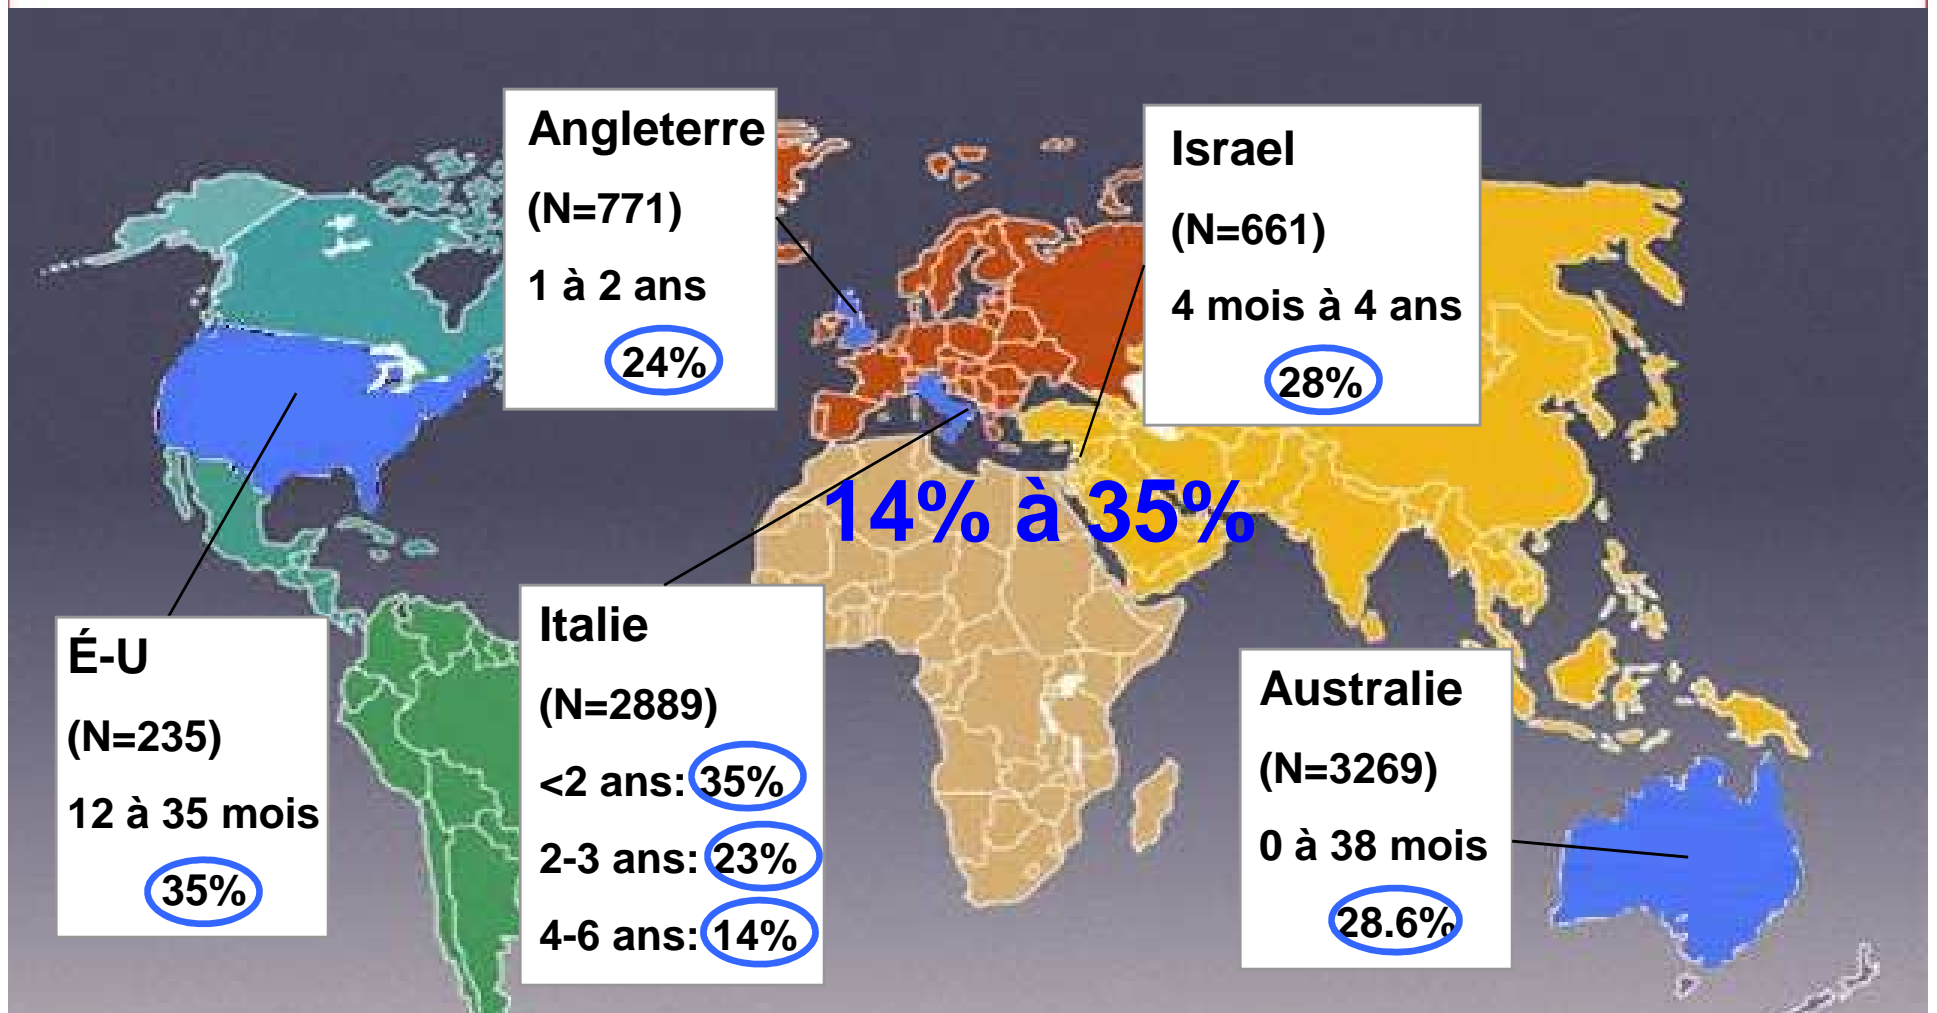 Angleterre
(N=771)
1 à 2 ans
24%
Israel
(N=661)
4 mois à 4 ans
28%
14% à 35%
É-U
(N=235)
12 à 35 mois
35%
Italie
(N=2889)
<2 ans: 35%
2-3 ans: 23%
4-6 ans: 14%
Australie
(N=3269)
0 à 38 mois
28.6%